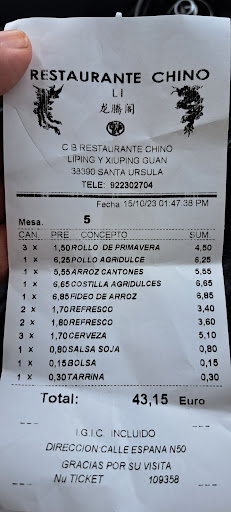 RESTAURANTE CHINO
LI
龙腾阁
C B RESTAURANTE CHINO
LIPING Y XIUPING GUAN
38390 SANTA URSULA
TELE: 922302704
Fecha 15/10/23 01:47:38 PM
Mesa. 5
CAN. PRE. CONCEPTO SUM.
3 x 1,50 ROLLO DE PRIMAVERA 4,50
1 x 6,25 POLLO AGRIDULCE 6,25
1 x 5,55 ARROZ CANTONES 5,55
1 x 6,65 COSTILLA AGRIDULCES 6,65
1 x 6,85 FIDEO DE ARROZ 6,85
2 x 1,70 REFRESCO 3,40
2 x 1,80 REFRESCO 3,60
3 x 1,70 CERVEZA 5,10
1 x 0,80 SALSA SOJA 0,80
1 x 0,15 BOLSA 0,15
1 x 0,30 TARRINA 0,30
Total: 43,15 Euro
I.G.I.C. INCLUIDO
DIRECCION:CALLE ESPANA N50
GRACIAS POR SU VISITA
Nu TICKET 109358